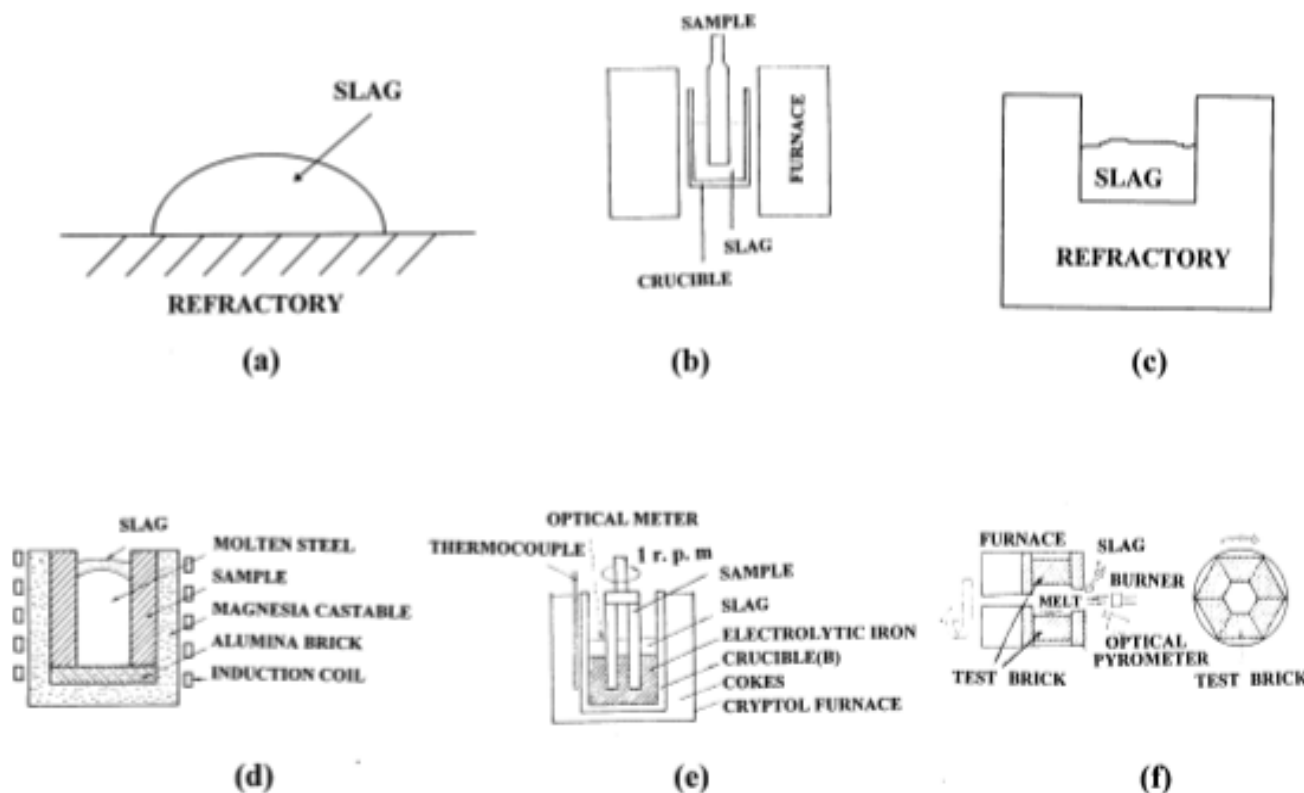 SLAG
REFRACTORY
(a)
SAMPLE
FURNACE
SLAG
CRUCIBLE
(b)
SLAG
REFRACTORY
(c)
SLAG
MOLTEN STEEL
SAMPLE
MAGNESIA CASTABLE
ALUMINA BRICK
INDUCTION COIL
(d)
OPTICAL METER
THERMOCOUPLE
1 r. p. m
SAMPLE
SLAG
ELECTROLYTIC IRON
CRUCIBLE(B)
COKES
CRYPTOL FURNACE
(e)
FURNACE
SLAG
BURNER
MELT
OPTICAL
PYROMETER
TEST BRICK
TEST BRICK
(f)